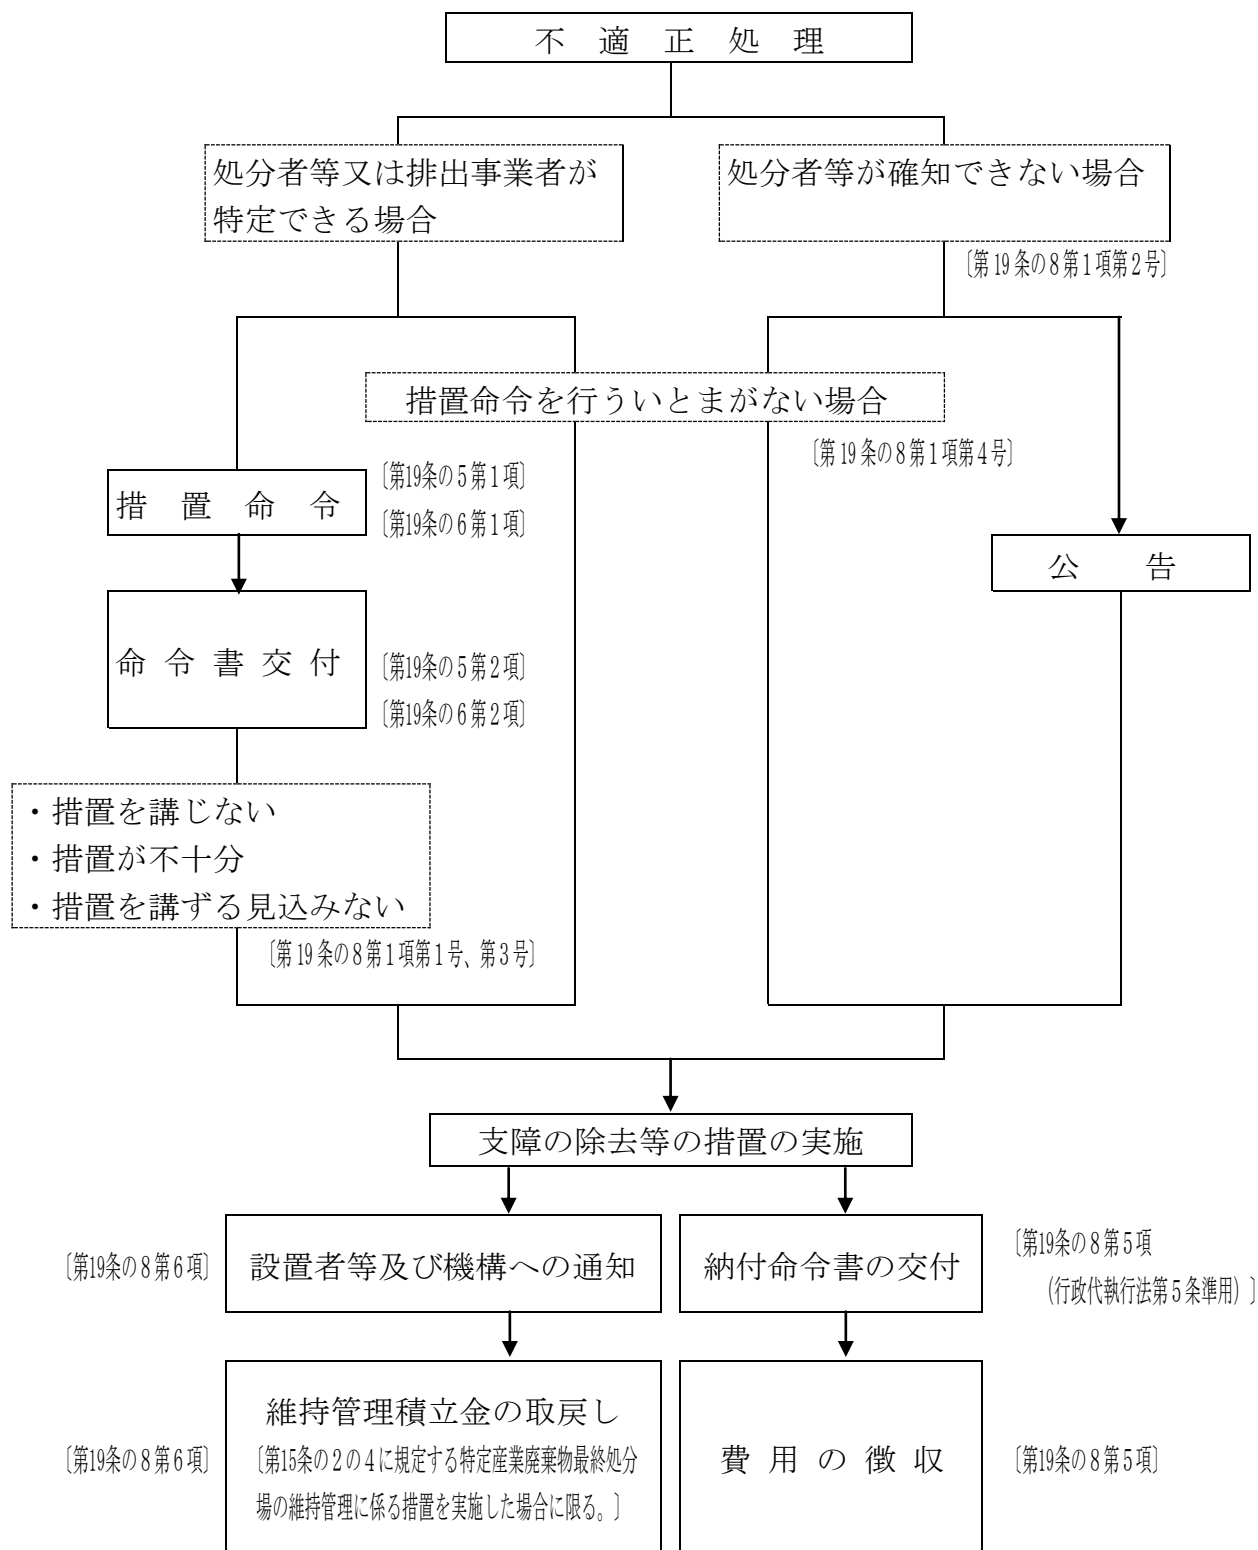 不適正処理
処分者等又は排出事業者が
特定できる場合
処分者等が確知できない場合
〔第19条の8第1項第2号〕
措置命令を行ういとまがない場合
〔第19条の8第1項第4号〕
措置命令
〔第19条の5第1項〕
〔第19条の6第1項〕
公告
命令書交付
〔第19条の5第2項〕
〔第19条の6第2項〕
・措置を講じない
・措置が不十分
・措置を講ずる見込みない
〔第19条の8第1項第1号、第3号〕
支障の除去等の措置の実施
〔第19条の8第6項〕
設置者等及び機構への通知
納付命令書の交付
〔第19条の8第5項
(行政代執行法第5条準用)〕
〔第19条の8第6項〕
維持管理積立金の取戻し
〔第15条の2の4に規定する特定産業廃棄物最終処分
場の維持管理に係る措置を実施した場合に限る。〕
費用の徴収
〔第19条の8第5項〕